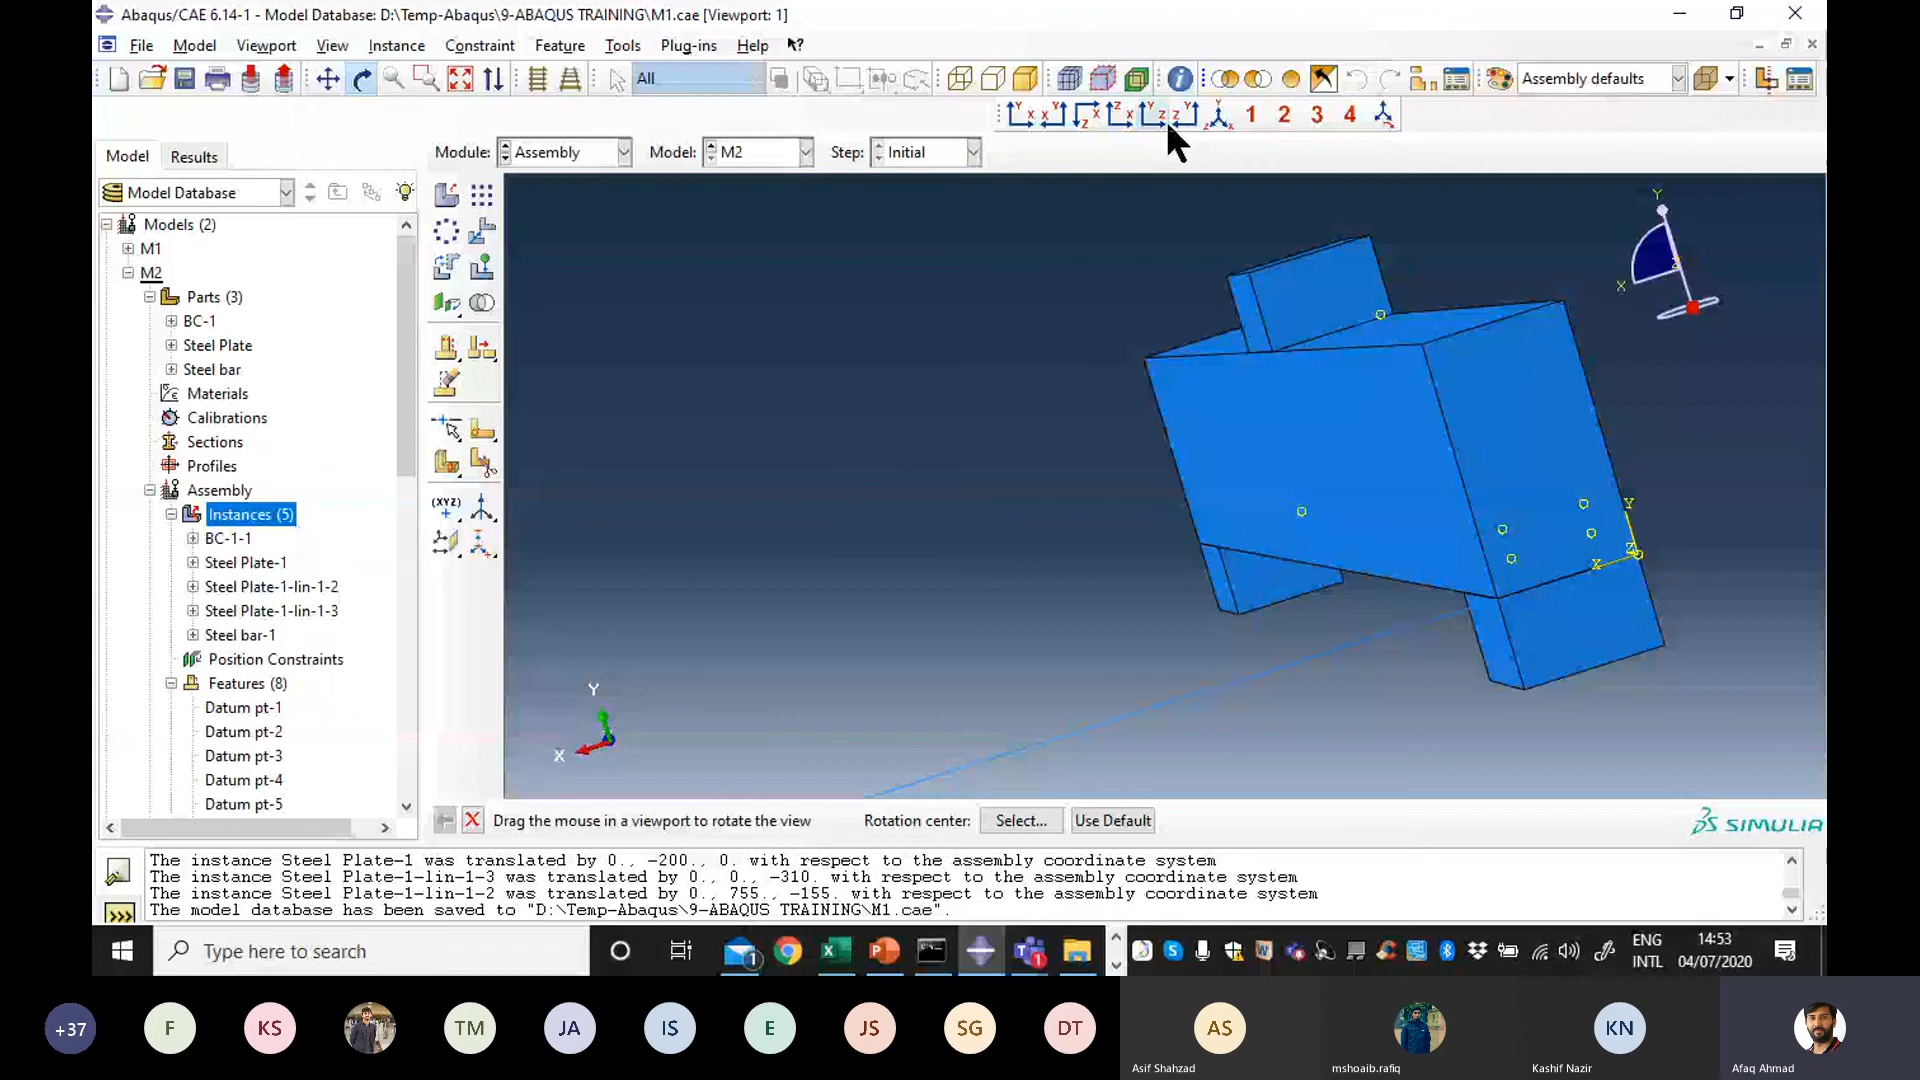 Abaqus/CAE 6.14-1 - Model Database: D:\Temp-Abaqus\9-ABAQUS TRAINING\M1.cae [Viewport: 1]
File Model Viewport View Instance Constraint Feature Tools Plug-ins Help
All
Assembly defaults
1 2 3 4
Model Results
Module: Assembly Model: M2 Step: Initial
Model Database
Models (2)
M1
M2
Parts (3)
BC-1
Steel Plate
Steel bar
Materials
Calibrations
Sections
Profiles
Assembly
Instances (5)
BC-1-1
Steel Plate-1
Steel Plate-1-lin-1-2
Steel Plate-1-lin-1-3
Steel bar-1
Position Constraints
Features (8)
Datum pt-1
Datum pt-2
Datum pt-3
Datum pt-4
Datum pt-5
(XYZ)
Y
Z
X
Y
Z
X
Y
X
Drag the mouse in a viewport to rotate the view Rotation center: Select... Use Default
SIMULIA
The instance Steel Plate-1 was translated by 0., -200., 0. with respect to the assembly coordinate system
The instance Steel Plate-1-lin-1-3 was translated by 0., 0., -310. with respect to the assembly coordinate system
The instance Steel Plate-1-lin-1-2 was translated by 0., 755., -155. with respect to the assembly coordinate system
The model database has been saved to "D:\Temp-Abaqus\9-ABAQUS TRAINING\M1.cae".
>>>
Type here to search
1
1
ENG
INTL
14:53
04/07/2020
+37 F KS TM JA IS E JS SG DT AS KN
Asif Shahzad mshoaib.rafiq Kashif Nazir Afaq Ahmad